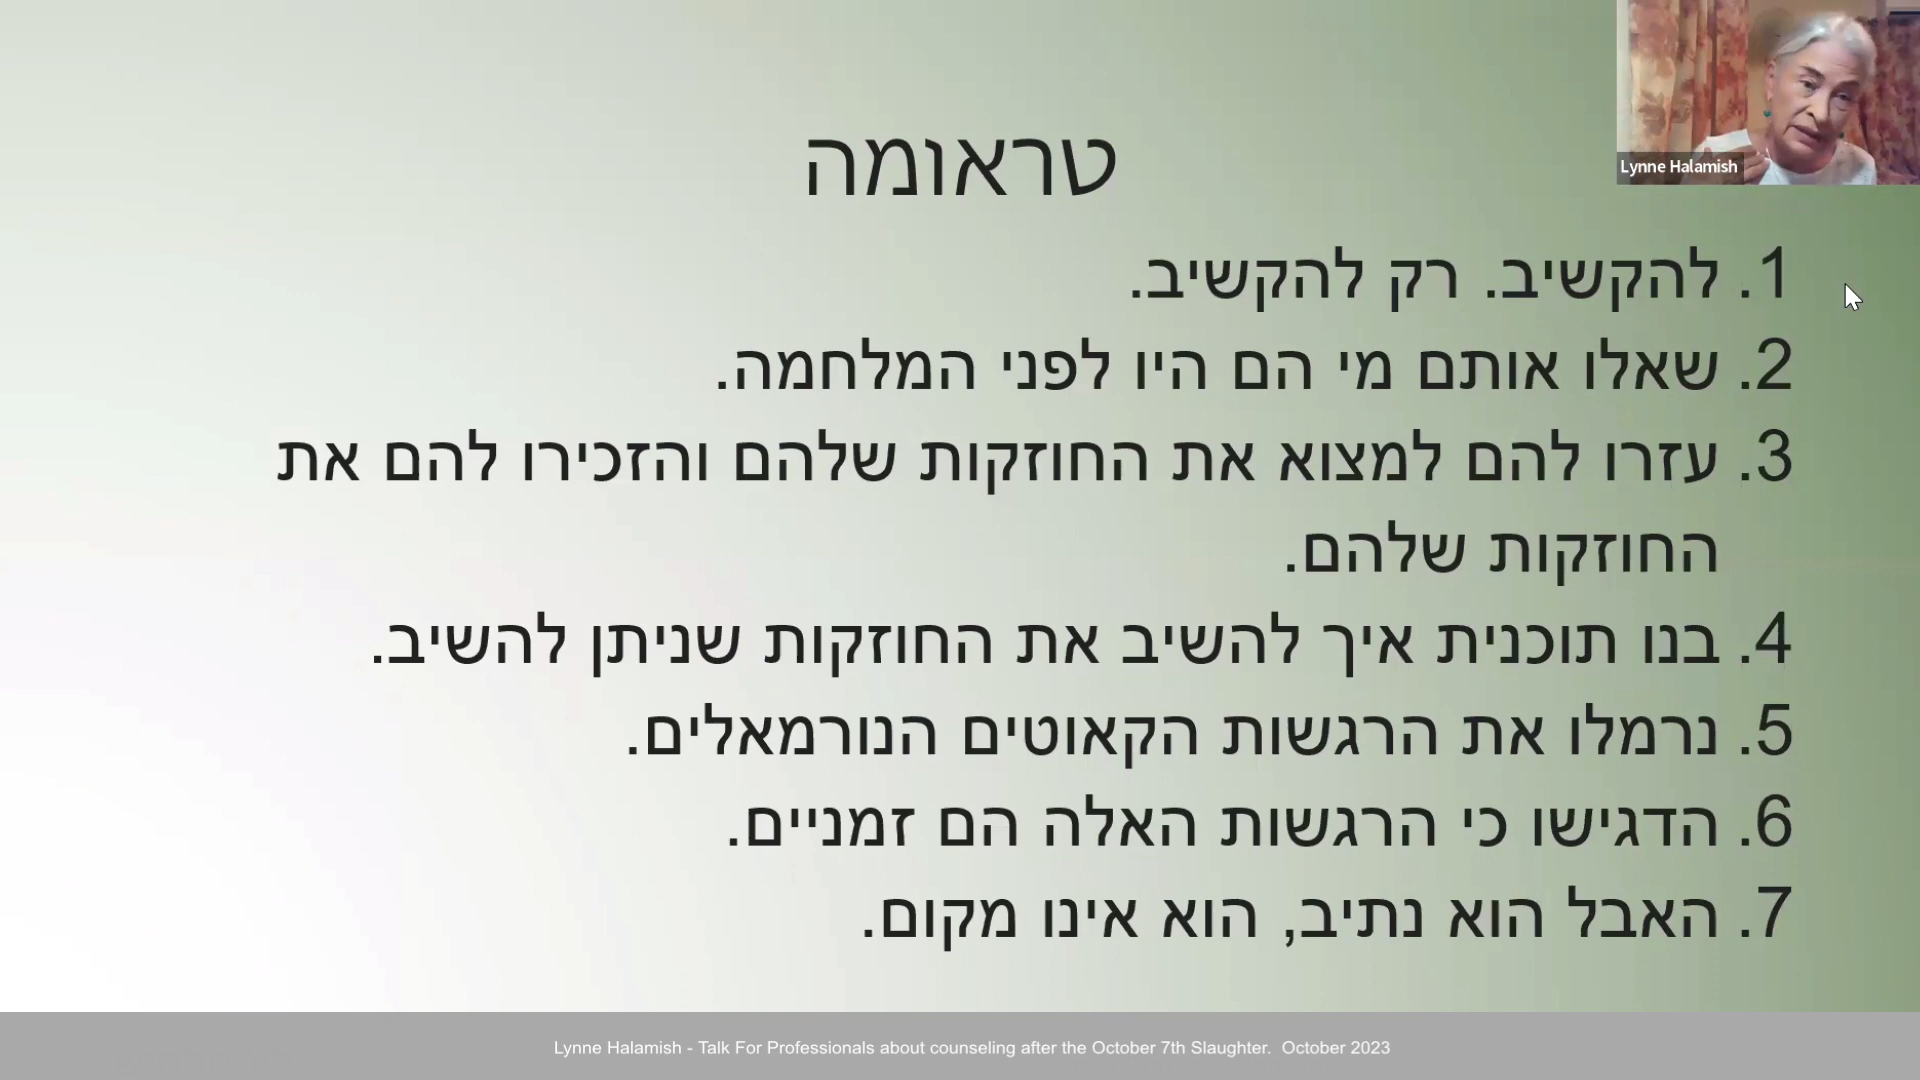 Lynne Halamish
טראומה
1. להקשיב. רק להקשיב.
2. שאלו אותם מי הם היו לפני המלחמה.
3. עזרו להם למצוא את החוזקות שלהם והזכירו להם את
החוזקות שלהם.
4. בנו תוכנית איך להשיב את החוזקות שניתן להשיב.
5. נרמלו את הרגשות הקאוטים הנורמאלים.
6. הדגישו כי הרגשות האלה הם זמניים.
7. האבל הוא נתיב, הוא אינו מקום.
Lynne Halamish - Talk For Professionals about counseling after the October 7th Slaughter.  October 2023